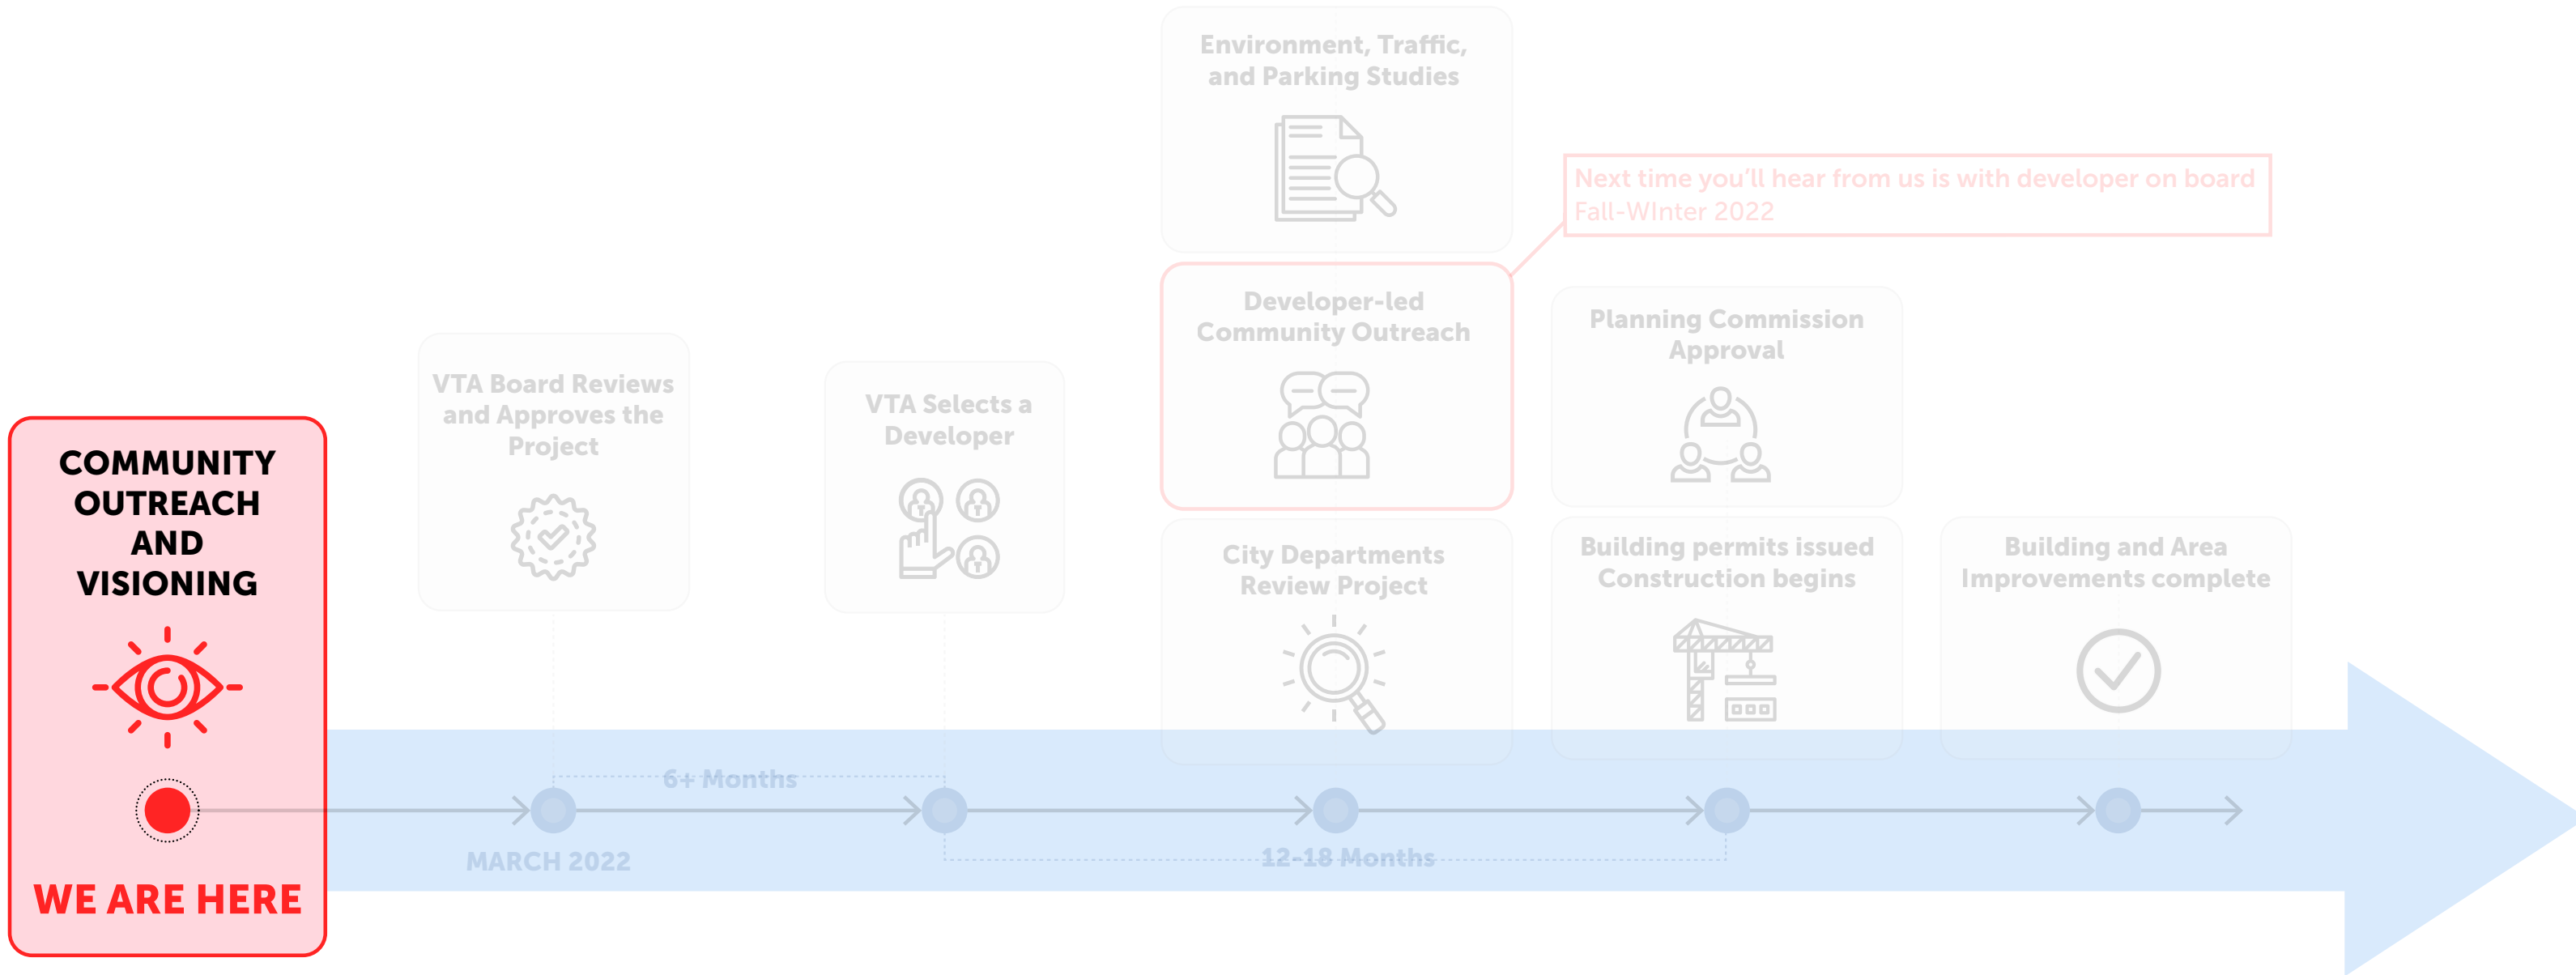 COMMUNITY
OUTREACH
AND
VISIONING
WE ARE HERE
VTA Board Reviews
and Approves the
Project
MARCH 2022
6+ Months
VTA Selects a
Developer
Environment, Traffic,
and Parking Studies
Developer-led
Community Outreach
Next time you’ll hear from us is with developer on board
Fall-WInter 2022
City Departments
Review Project
12-18 Months
Planning Commission
Approval
Building permits issued
Construction begins
Building and Area
Improvements complete